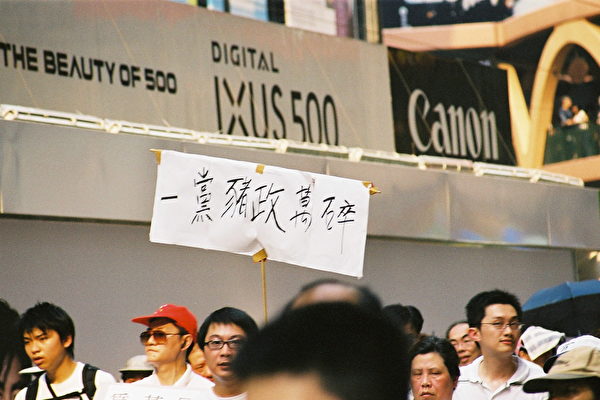 THE BEAUTY OF 500
DIGITAL
IXUS 500
Canon
一黨豬政萬碎